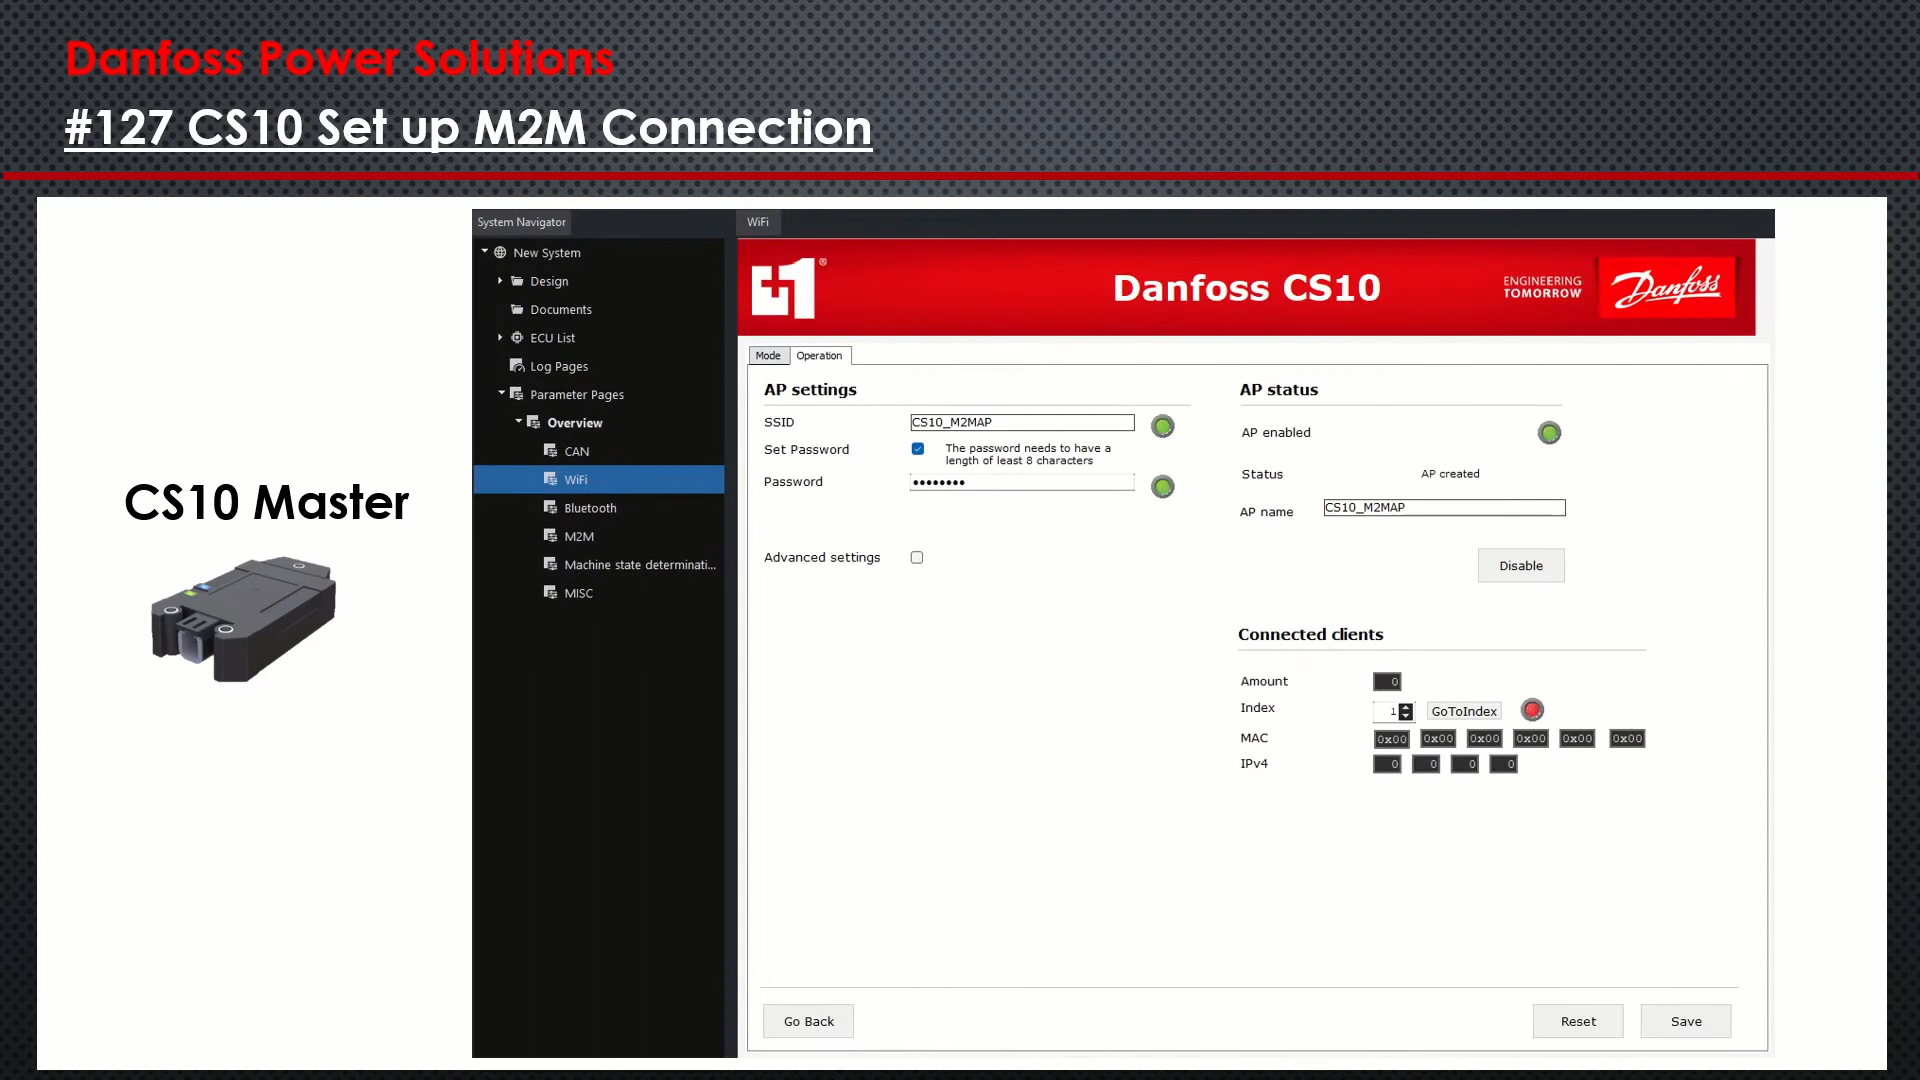 Danfoss Power Solutions
#127 CS10 Set up M2M Connection
System Navigator
WiFi
New System
Design
Documents
ECU List
Log Pages
Parameter Pages
Overview
CAN
WiFi
Bluetooth
M2M
Machine state determinati...
MISC
CS10 Master
+1®
Danfoss CS10
ENGINEERING
TOMORROW
Danfoss
Mode Operation
AP settings
SSID CS10_M2MAP
Set Password The password needs to have a
length of least 8 characters
Password ••••••••
Advanced settings
AP status
AP enabled
Status AP created
AP name CS10_M2MAP
Disable
Connected clients
Amount 0
Index 1 GoToIndex
MAC 0x00 0x00 0x00 0x00 0x00 0x00
IPv4 0 0 0 0
Go Back Reset Save